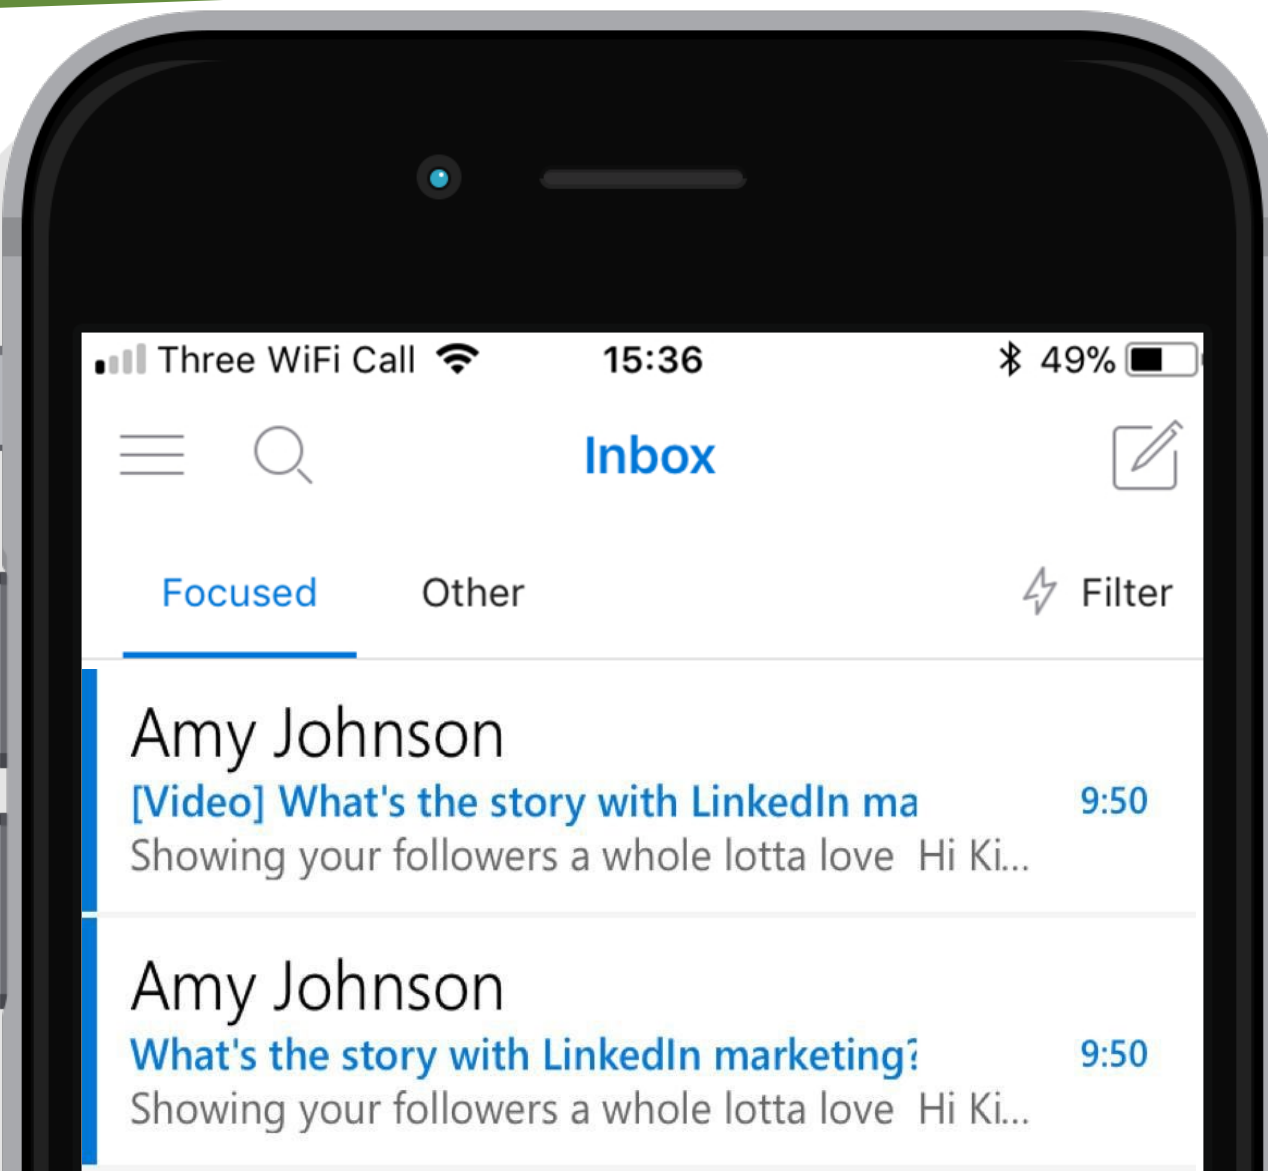 Three WiFi Call 15:36 49%
Inbox
Focused Other Filter
Amy Johnson
[Video] What's the story with LinkedIn ma 9:50
Showing your followers a whole lotta love Hi Ki...
Amy Johnson
What's the story with LinkedIn marketing? 9:50
Showing your followers a whole lotta love Hi Ki...